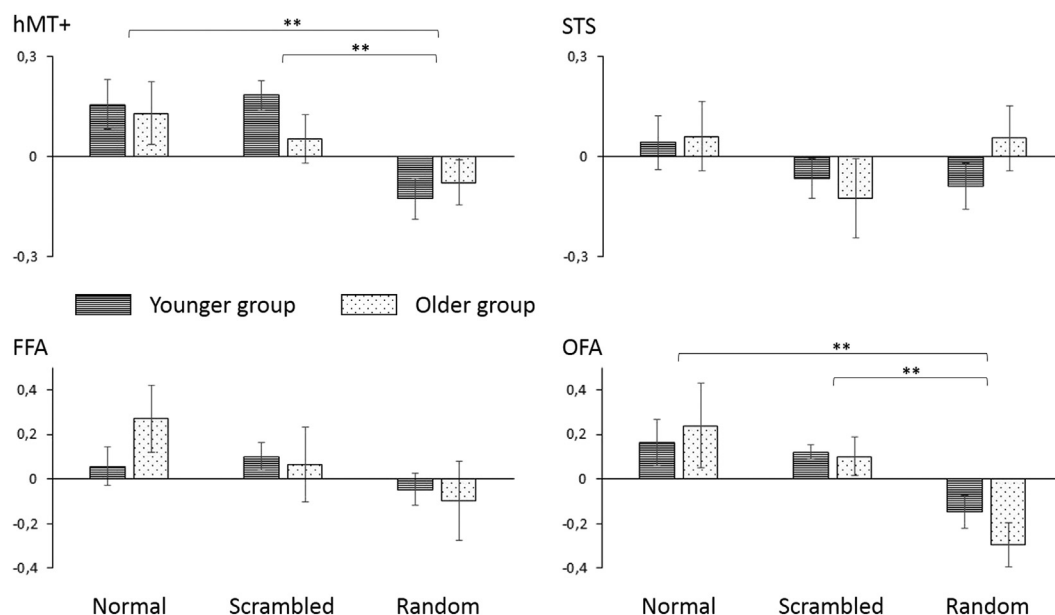 hMT+
**
**
0,3
0
-0,3
STS
0,3
0
-0,3
Younger group
Older group
FFA
0,4
0,2
0
-0,2
-0,4
Normal
Scrambled
Random
OFA
**
**
0,4
0,2
0
-0,2
-0,4
Normal
Scrambled
Random